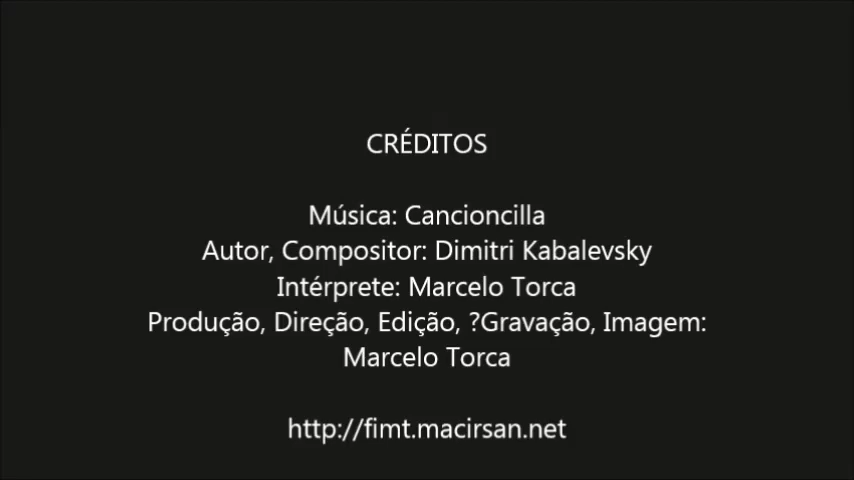 CRÉDITOS
Música: Cancioncilla
Autor, Compositor: Dimitri Kabalevsky
Intérprete: Marcelo Torca
Produção, Direção, Edição, ?Gravação, Imagem:
Marcelo Torca
http://fimt.macirsan.net